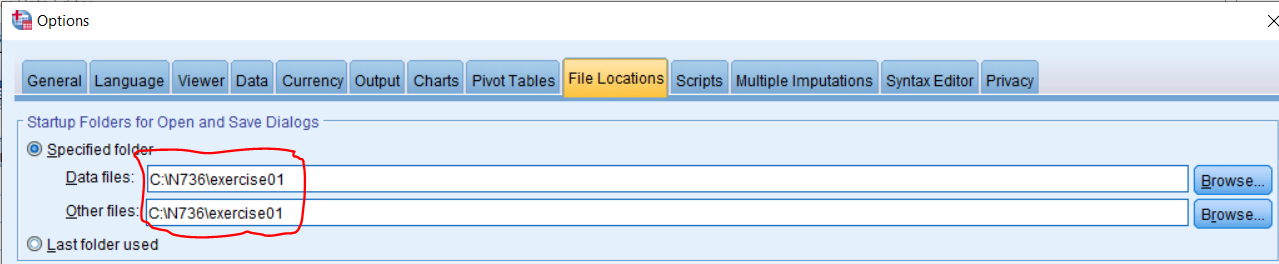 Options
General Language Viewer Data Currency Output Charts Pivot Tables File Locations Scripts Multiple Imputations Syntax Editor Privacy
Startup Folders for Open and Save Dialogs
Specified folder
Data files: C:\N736\exercise01 Browse...
Other files: C:\N736\exercise01 Browse...
Last folder used